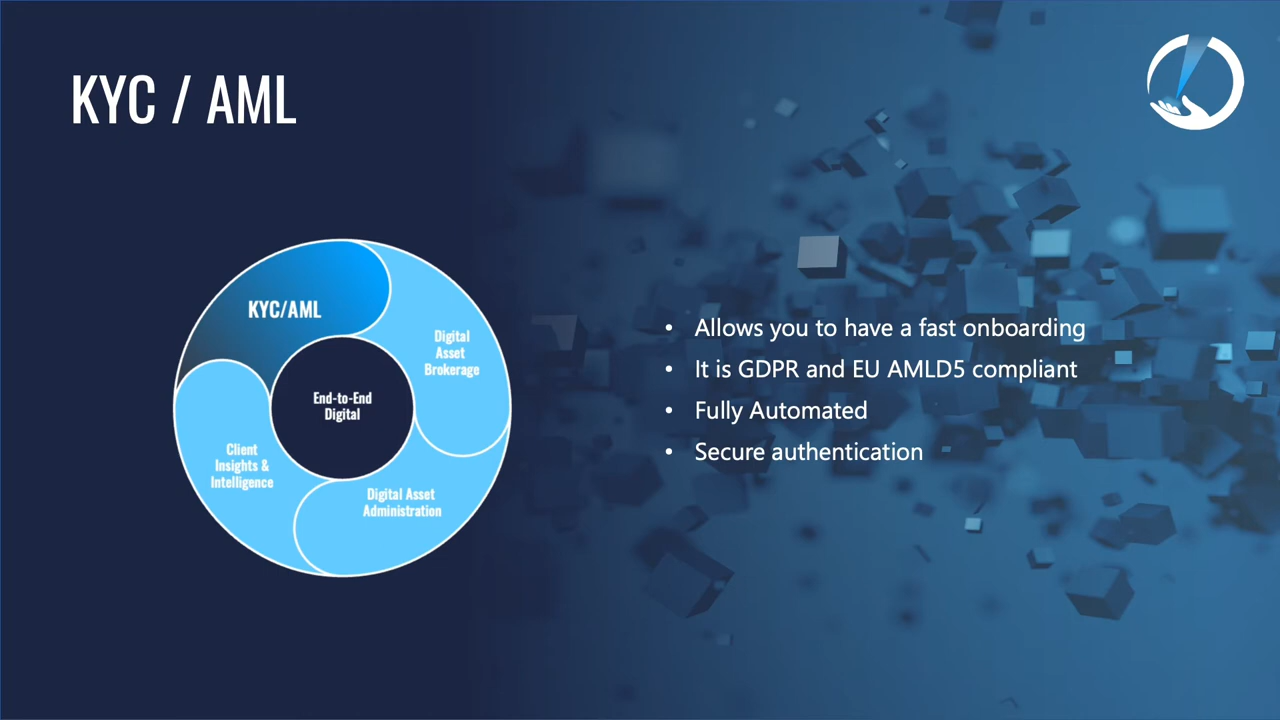 KYC / AML
KYC/AML
Digital
Asset
Brokerage
End-to-End
Digital
Client
Insights &
Intelligence
Digital Asset
Administration
• Allows you to have a fast onboarding
• It is GDPR and EU AMLD5 compliant
• Fully Automated
• Secure authentication